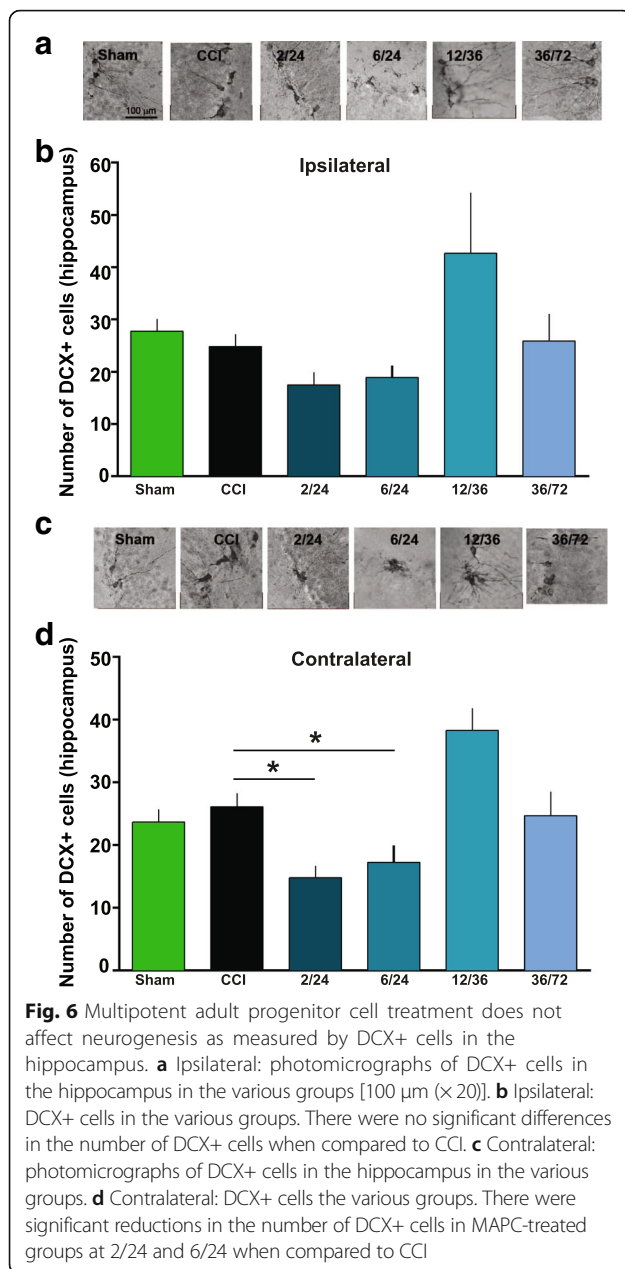 a
Sham CCI 2/24 6/24 12/36 36/72
100 μm
b
Ipsilateral
Number of DCX+ cells (hippocampus)
60
50
40
30
20
10
0
Sham CCI 2/24 6/24 12/36 36/72
c
Sham CCI 2/24 6/24 12/36 36/72
d
Contralateral
Number of DCX+ cells (hippocampus)
50
40
30
20
10
0
*
*
Sham CCI 2/24 6/24 12/36 36/72
Fig. 6 Multipotent adult progenitor cell treatment does not
affect neurogenesis as measured by DCX+ cells in the
hippocampus. a Ipsilateral: photomicrographs of DCX+ cells in
the hippocampus in the various groups [100 μm (× 20)]. b Ipsilateral:
DCX+ cells in the various groups. There were no significant differences
in the number of DCX+ cells when compared to CCI. c Contralateral:
photomicrographs of DCX+ cells in the hippocampus in the various
groups. d Contralateral: DCX+ cells the various groups. There were
significant reductions in the number of DCX+ cells in MAPC-treated
groups at 2/24 and 6/24 when compared to CCI